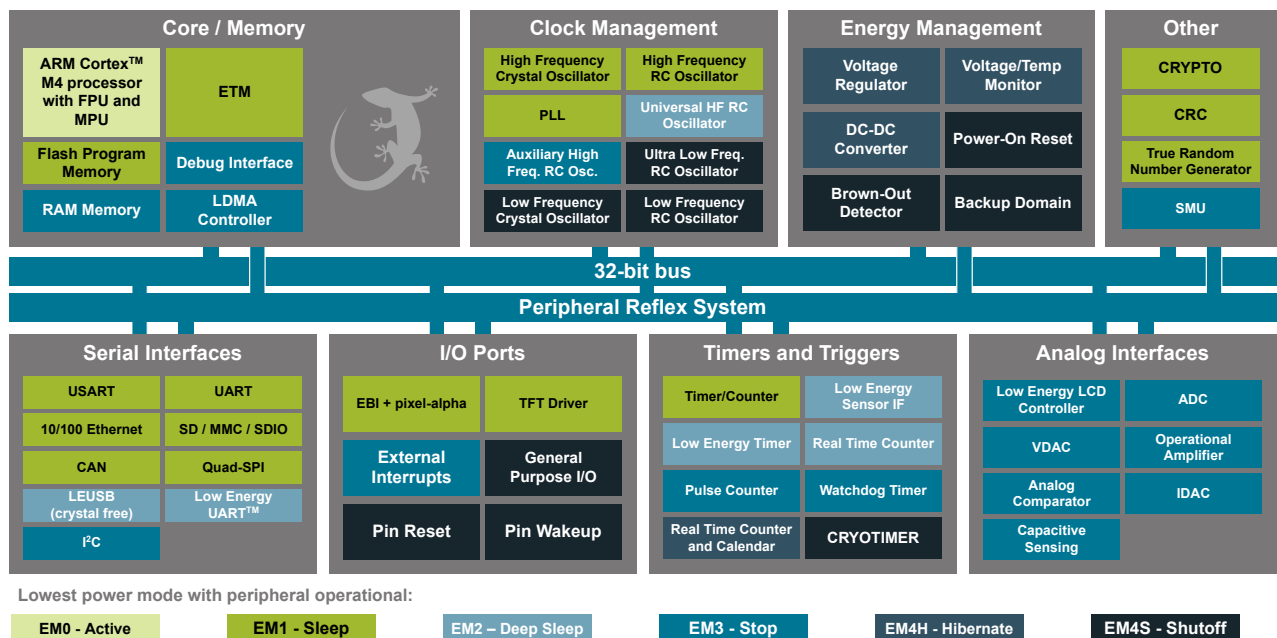 Core / Memory
ARM Cortex™
M4 processor
with FPU and
MPU
ETM
Flash Program
Memory
Debug Interface
RAM Memory
LDMA
Controller
Clock Management
High Frequency
Crystal Oscillator
High Frequency
RC Oscillator
PLL
Universal HF RC
Oscillator
Auxiliary High
Freq. RC Osc.
Ultra Low Freq.
RC Oscillator
Low Frequency
Crystal Oscillator
Low Frequency
RC Oscillator
Energy Management
Voltage
Regulator
Voltage/Temp
Monitor
DC-DC
Converter
Power-On Reset
Brown-Out
Detector
Backup Domain
Other
CRYPTO
CRC
True Random
Number Generator
SMU
32-bit bus
Peripheral Reflex System
Serial Interfaces
USART
UART
10/100 Ethernet
SD / MMC / SDIO
CAN
Quad-SPI
LEUSB
(crystal free)
Low Energy
UART™
I²C
I/O Ports
EBI + pixel-alpha
TFT Driver
External
Interrupts
General
Purpose I/O
Pin Reset
Pin Wakeup
Timers and Triggers
Timer/Counter
Low Energy
Sensor IF
Low Energy Timer
Real Time Counter
Pulse Counter
Watchdog Timer
Real Time Counter
and Calendar
CRYOTIMER
Analog Interfaces
Low Energy LCD
Controller
ADC
VDAC
Operational
Amplifier
Analog
Comparator
IDAC
Capacitive
Sensing
Lowest power mode with peripheral operational:
EM0 - Active
EM1 - Sleep
EM2 – Deep Sleep
EM3 - Stop
EM4H - Hibernate
EM4S - Shutoff